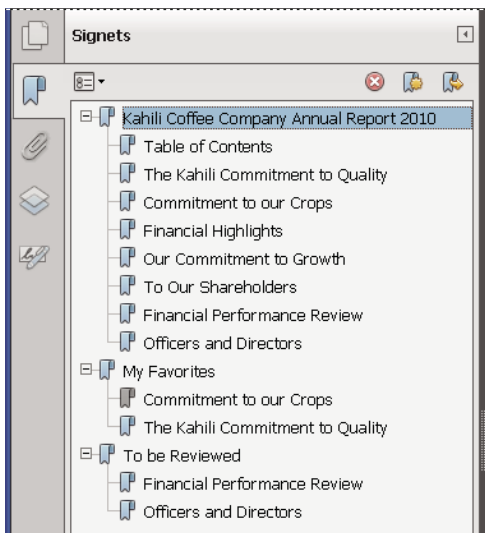 Signets
Kahili Coffee Company Annual Report 2010
Table of Contents
The Kahili Commitment to Quality
Commitment to our Crops
Financial Highlights
Our Commitment to Growth
To Our Shareholders
Financial Performance Review
Officers and Directors
My Favorites
Commitment to our Crops
The Kahili Commitment to Quality
To be Reviewed
Financial Performance Review
Officers and Directors